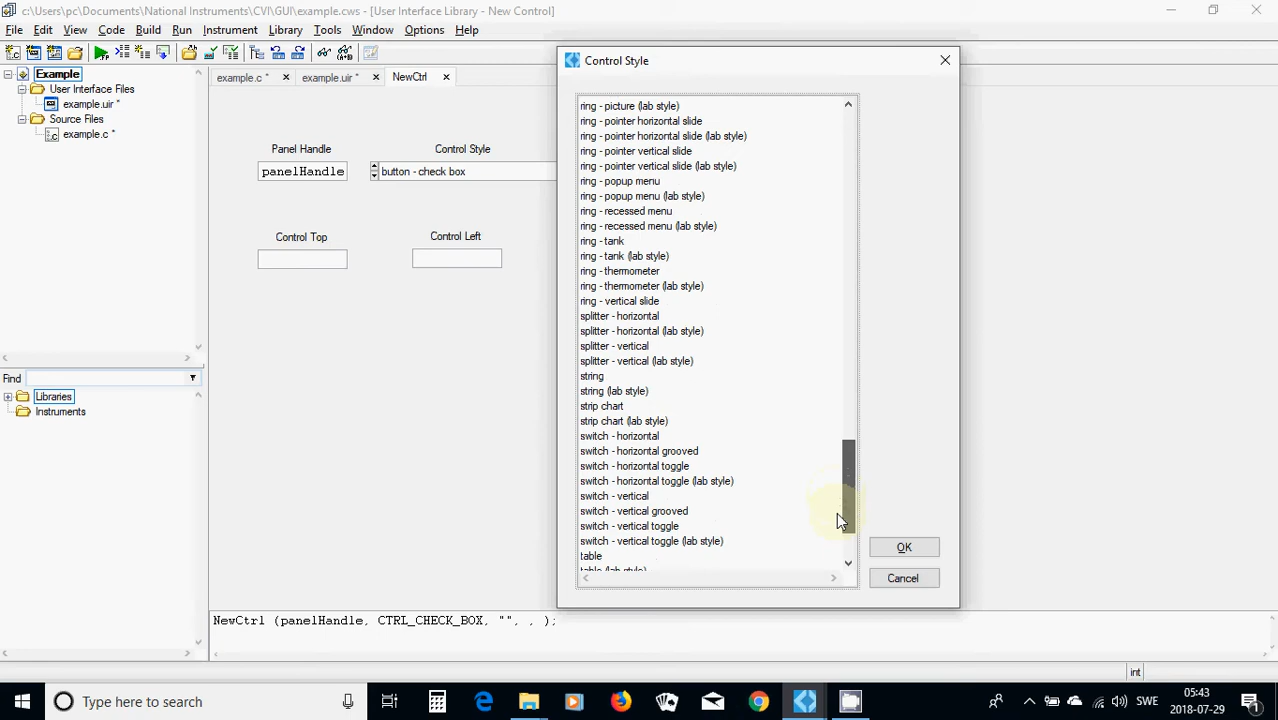 c:\Users\pc\Documents\National Instruments\CVI\GUI\example.cws - [User Interface Library - New Control]
File Edit View Code Build Run Instrument Library Tools Window Options Help
Example
User Interface Files
example.uir *
Source Files
example.c *
Find
Libraries
Instruments
example.c * example.uir * NewCtrl
Panel Handle Control Style
panelHandle button - check box
Control Top Control Left
Control Style
ring - picture (lab style)
ring - pointer horizontal slide
ring - pointer horizontal slide (lab style)
ring - pointer vertical slide
ring - pointer vertical slide (lab style)
ring - popup menu
ring - popup menu (lab style)
ring - recessed menu
ring - recessed menu (lab style)
ring - tank
ring - tank (lab style)
ring - thermometer
ring - thermometer (lab style)
ring - vertical slide
splitter - horizontal
splitter - horizontal (lab style)
splitter - vertical
splitter - vertical (lab style)
string
string (lab style)
strip chart
strip chart (lab style)
switch - horizontal
switch - horizontal grooved
switch - horizontal toggle
switch - horizontal toggle (lab style)
switch - vertical
switch - vertical grooved
switch - vertical toggle
switch - vertical toggle (lab style)
table
table (lab style)
OK
Cancel
NewCtrl (panelHandle, CTRL_CHECK_BOX, "", , );
int
Type here to search
SWE
05:43
2018-07-29
1